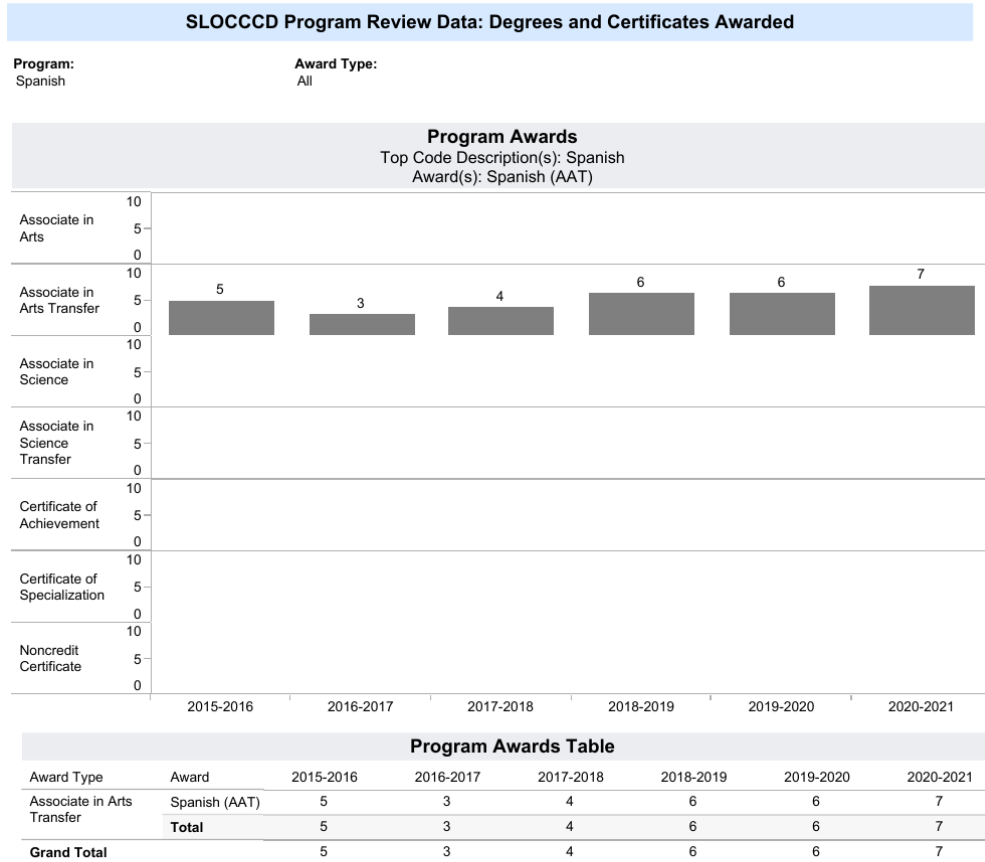 SLOCCCD Program Review Data: Degrees and Certificates Awarded
Program: Award Type:
Spanish All
Program Awards
Top Code Description(s): Spanish
Award(s): Spanish (AAT)
Associate in
Arts
10
5
0
Associate in
Arts Transfer
10
5
0
5 3 4 6 6 7
Associate in
Science
10
5
0
Associate in
Science
Transfer
10
5
0
Certificate of
Achievement
10
5
0
Certificate of
Specialization
10
5
0
Noncredit
Certificate
10
5
0
2015-2016 2016-2017 2017-2018 2018-2019 2019-2020 2020-2021
Program Awards Table
Award Type Award 2015-2016 2016-2017 2017-2018 2018-2019 2019-2020 2020-2021
Associate in Arts
Transfer
Spanish (AAT) 5 3 4 6 6 7
Total 5 3 4 6 6 7
Grand Total 5 3 4 6 6 7